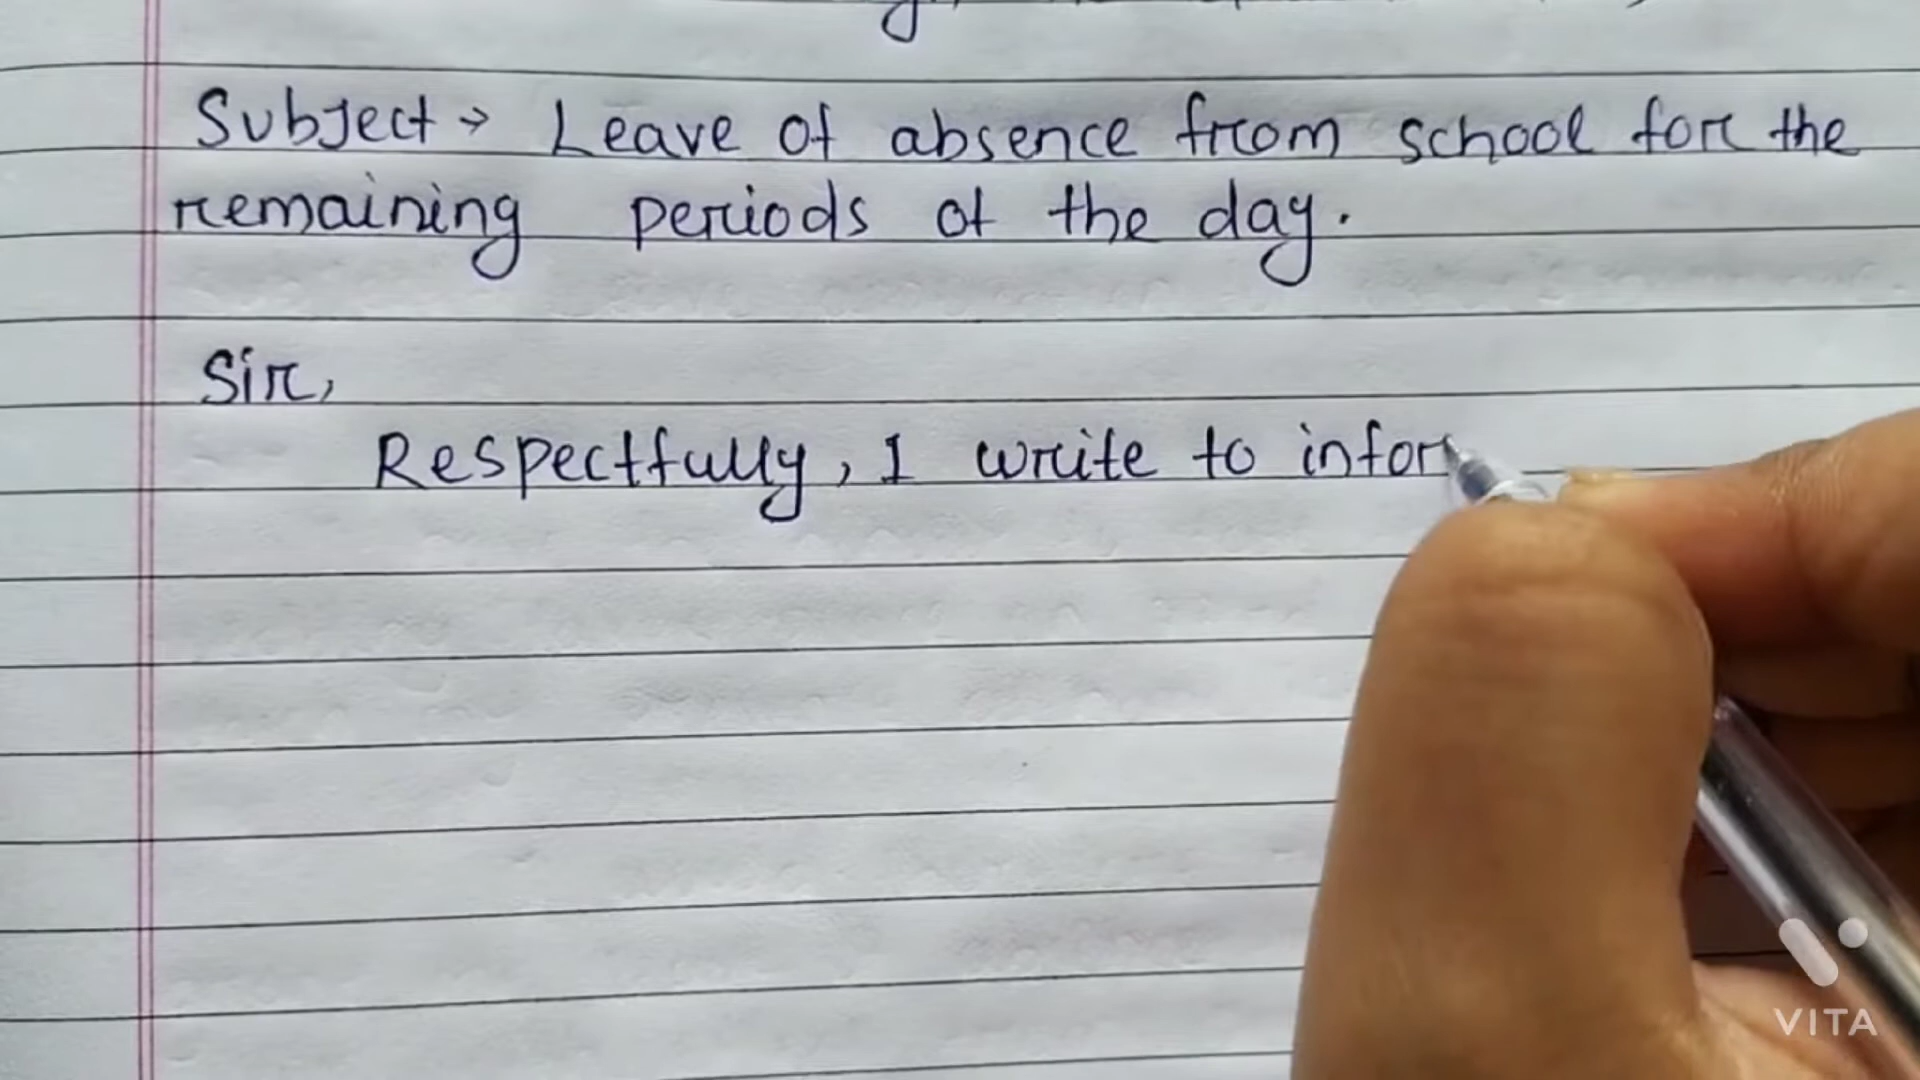 Subject → Leave of absence from school for the
remaining periods of the day.
Sir,
Respectfully, I write to infor
VITA